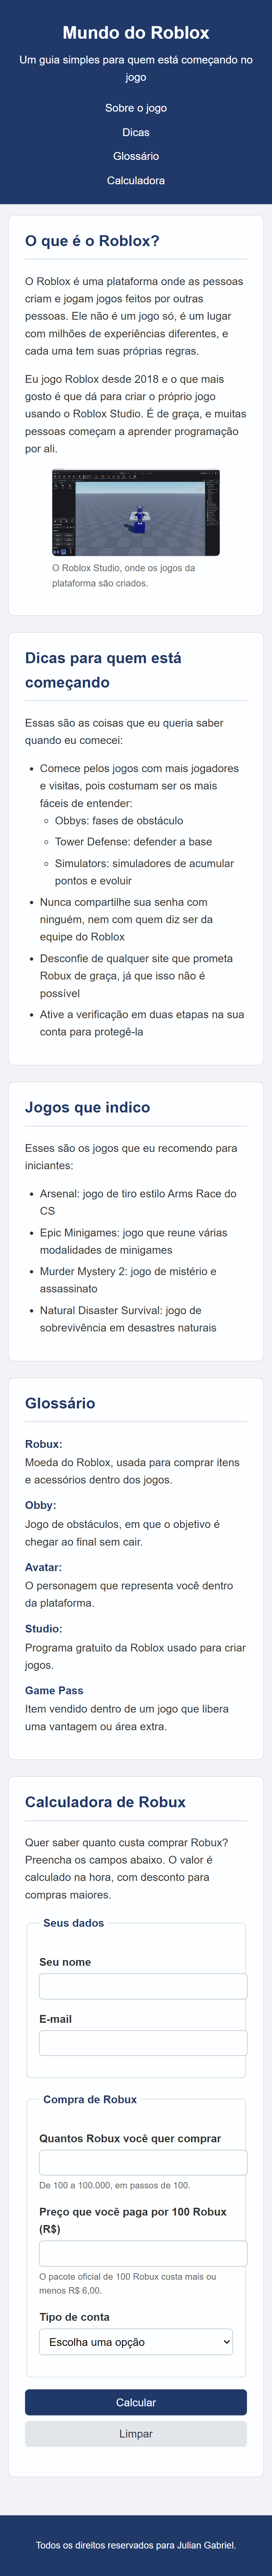 Mundo do Roblox
Um guia simples para quem está começando no
jogo
Sobre o jogo
Dicas
Glossário
Calculadora
O que é o Roblox?
O Roblox é uma plataforma onde as pessoas
criam e jogam jogos feitos por outras
pessoas. Ele não é um jogo só, é um lugar
com milhões de experiências diferentes, e
cada uma tem suas próprias regras.
Eu jogo Roblox desde 2018 e o que mais
gosto é que dá para criar o próprio jogo
usando o Roblox Studio. É de graça, e muitas
pessoas começam a aprender programação
por ali.
O Roblox Studio, onde os jogos da
plataforma são criados.
Dicas para quem está
começando
Essas são as coisas que eu queria saber
quando eu comecei:
Comece pelos jogos com mais jogadores
e visitas, pois costumam ser os mais
fáceis de entender:
Obbys: fases de obstáculo
Tower Defense: defender a base
Simulators: simuladores de acumular
pontos e evoluir
Nunca compartilhe sua senha com
ninguém, nem com quem diz ser da
equipe do Roblox
Desconfie de qualquer site que prometa
Robux de graça, já que isso não é
possível
Ative a verificação em duas etapas na sua
conta para protegê-la
Jogos que indico
Esses são os jogos que eu recomendo para
iniciantes:
Arsenal: jogo de tiro estilo Arms Race do
CS
Epic Minigames: jogo que reune várias
modalidades de minigames
Murder Mystery 2: jogo de mistério e
assassinato
Natural Disaster Survival: jogo de
sobrevivência em desastres naturais
Glossário
Robux:
Moeda do Roblox, usada para comprar itens
e acessórios dentro dos jogos.
Obby:
Jogo de obstáculos, em que o objetivo é
chegar ao final sem cair.
Avatar:
O personagem que representa você dentro
da plataforma.
Studio:
Programa gratuito da Roblox usado para criar
jogos.
Game Pass
Item vendido dentro de um jogo que libera
uma vantagem ou área extra.
Calculadora de Robux
Quer saber quanto custa comprar Robux?
Preencha os campos abaixo. O valor é
calculado na hora, com desconto para
compras maiores.
Seus dados
Seu nome
E-mail
Compra de Robux
Quantos Robux você quer comprar
De 100 a 100.000, em passos de 100.
Preço que você paga por 100 Robux
(R$)
O pacote oficial de 100 Robux custa mais ou
menos R$ 6,00.
Tipo de conta
Escolha uma opção
Calcular
Limpar
Todos os direitos reservados para Julian Gabriel.